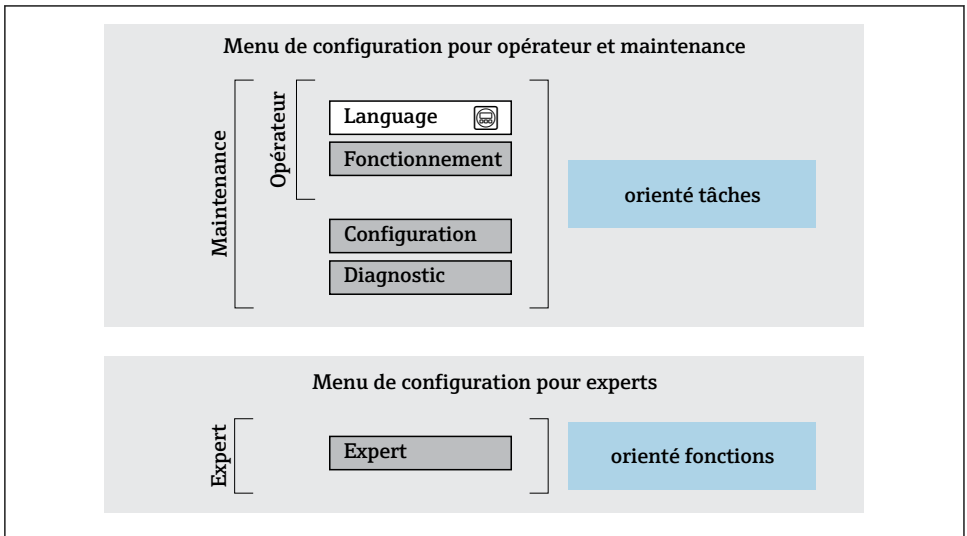 Menu de configuration pour opérateur et maintenance
Maintenance
Opérateur
Language
Fonctionnement
Configuration
Diagnostic
orienté tâches
Menu de configuration pour experts
Expert
Expert
orienté fonctions